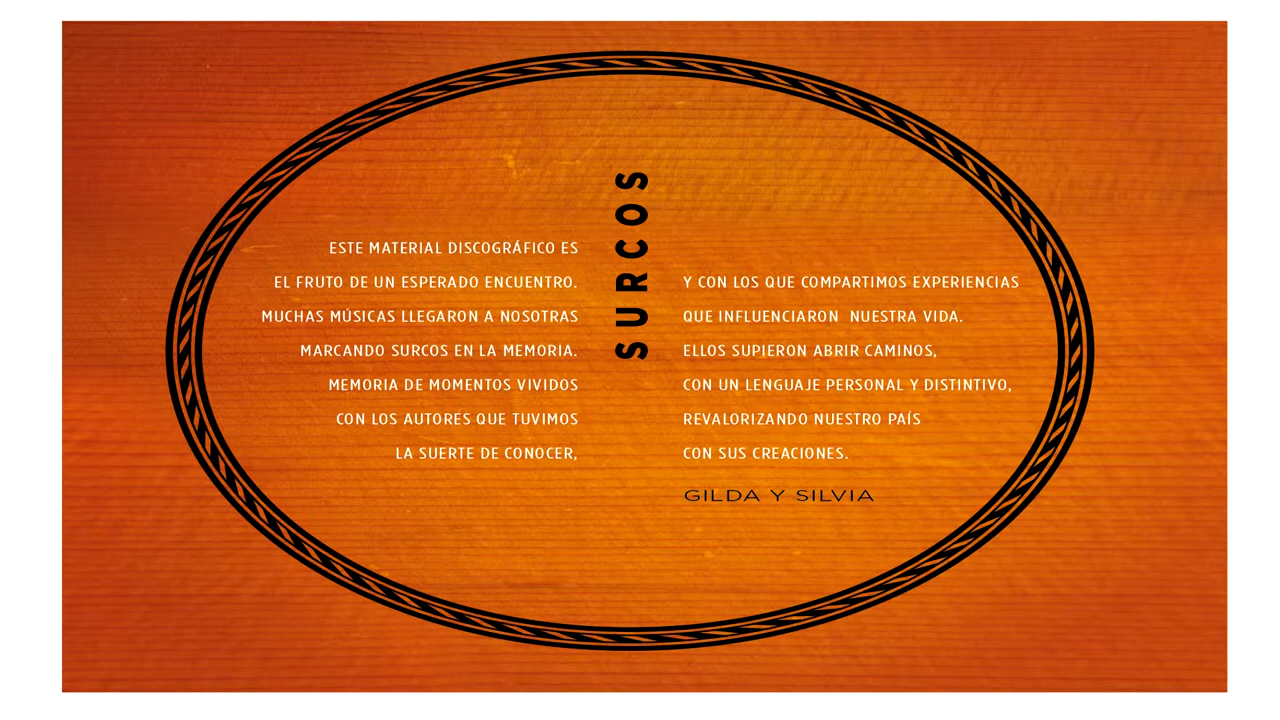 SURCOS
ESTE MATERIAL DISCOGRÁFICO ES
EL FRUTO DE UN ESPERADO ENCUENTRO.
MUCHAS MÚSICAS LLEGARON A NOSOTRAS
MARCANDO SURCOS EN LA MEMORIA.
MEMORIA DE MOMENTOS VIVIDOS
CON LOS AUTORES QUE TUVIMOS
LA SUERTE DE CONOCER,
Y CON LOS QUE COMPARTIMOS EXPERIENCIAS
QUE INFLUENCIARON NUESTRA VIDA.
ELLOS SUPIERON ABRIR CAMINOS,
CON UN LENGUAJE PERSONAL Y DISTINTIVO,
REVALORIZANDO NUESTRO PAÍS
CON SUS CREACIONES.
GILDA Y SILVIA